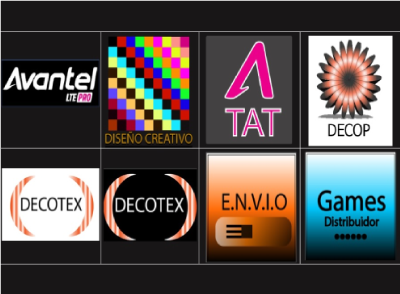 Avantel
LTE PRO
DISEÑO CREATIVO
TAT
DECOP
DECOTEX
DECOTEX
E.N.V.I.O
Games
Distribuidor